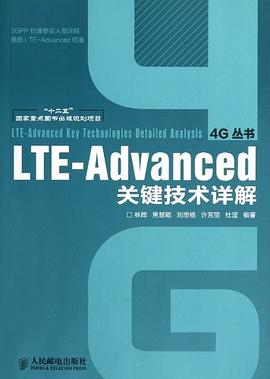 3GPP 标准参会人员诠释
最新 LTE-Advanced 标准
“十二五”
国家重点图书出版规划项目
LTE-Advanced Key Technologies Detailed Analysis 4G 丛书
LTE-Advanced
关键技术详解
□ 林辉 焦慧颖 刘思杨 许芳丽 杜滢 编著
4G
人民邮电出版社
POSTS & TELECOM PRESS